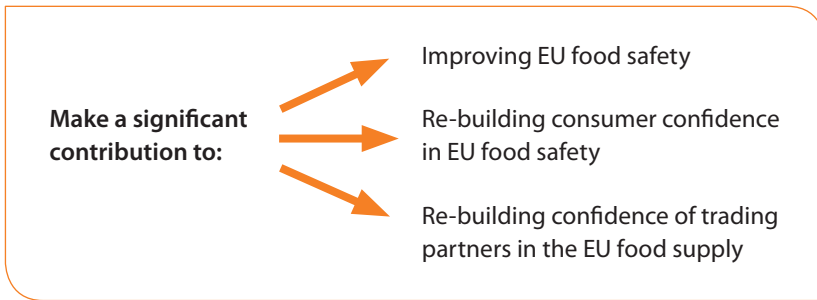 Make a significant
contribution to:
Improving EU food safety
Re-building consumer confidence
in EU food safety
Re-building confidence of trading
partners in the EU food supply